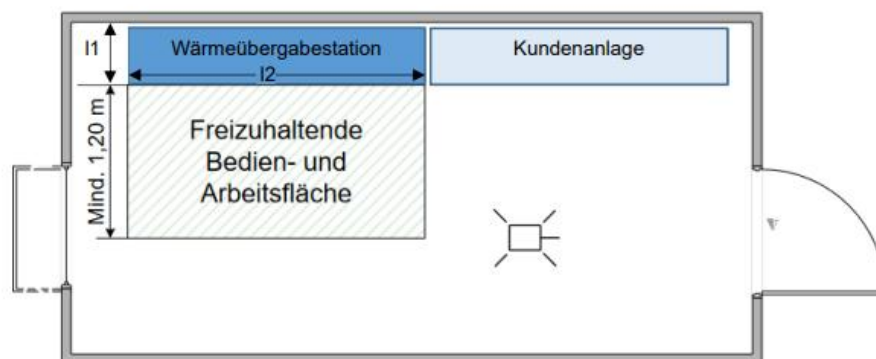 l1
Wärmeübergabestation
l2
Kundenanlage
Mind. 1,20 m
Freizuhaltende
Bedien- und
Arbeitsfläche